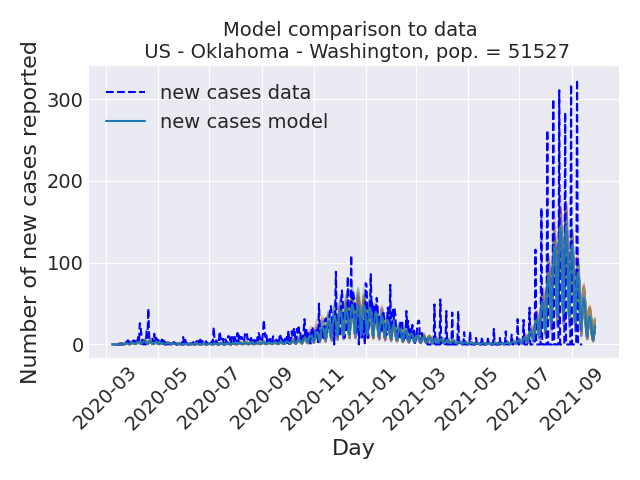 Model comparison to data
US - Oklahoma - Washington, pop. = 51527
Number of new cases reported
300
200
100
0
new cases data
new cases model
2020-03
2020-05
2020-07
2020-09
2020-11
2021-01
2021-03
2021-05
2021-07
2021-09
Day